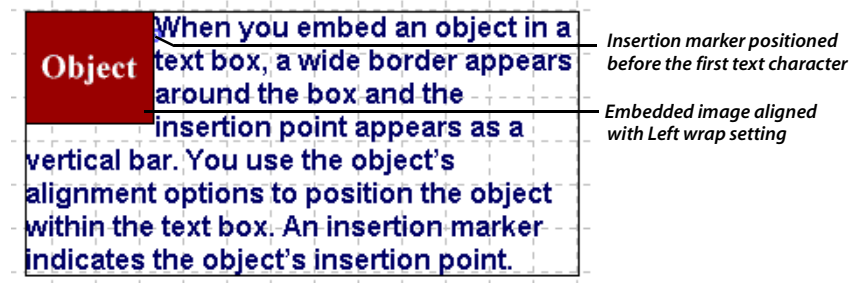 Object
When you embed an object in a
text box, a wide border appears
around the box and the
insertion point appears as a
vertical bar. You use the object's
alignment options to position the object
within the text box. An insertion marker
indicates the object's insertion point.
Insertion marker positioned
before the first text character
Embedded image aligned
with Left wrap setting